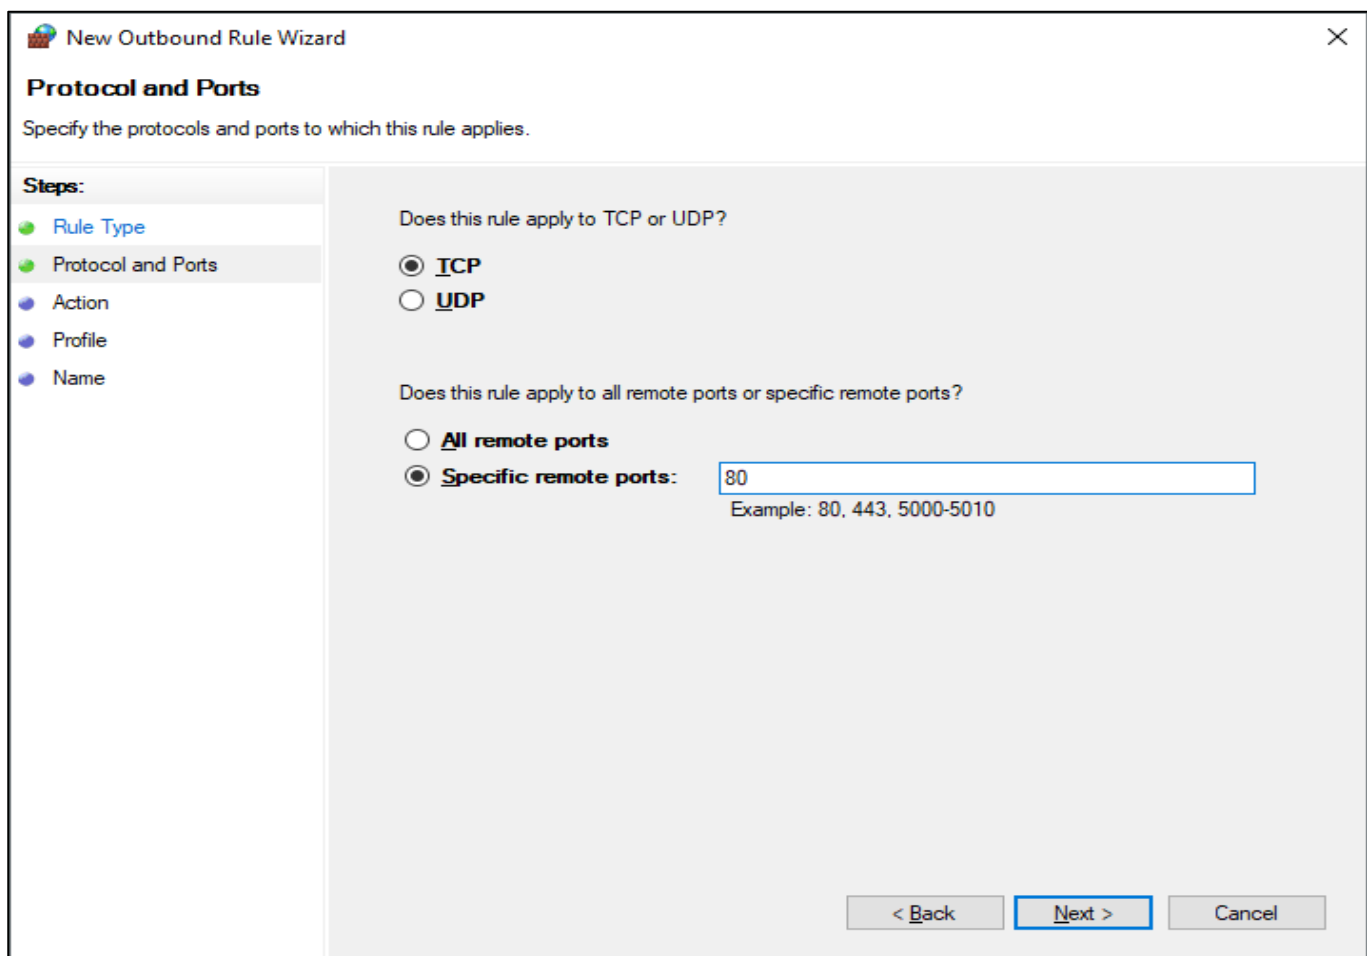 New Outbound Rule Wizard
Protocol and Ports
Specify the protocols and ports to which this rule applies.
Steps:
Rule Type
Protocol and Ports
Action
Profile
Name
Does this rule apply to TCP or UDP?
TCP
UDP
Does this rule apply to all remote ports or specific remote ports?
All remote ports
Specific remote ports: 80
Example: 80, 443, 5000-5010
< Back Next > Cancel